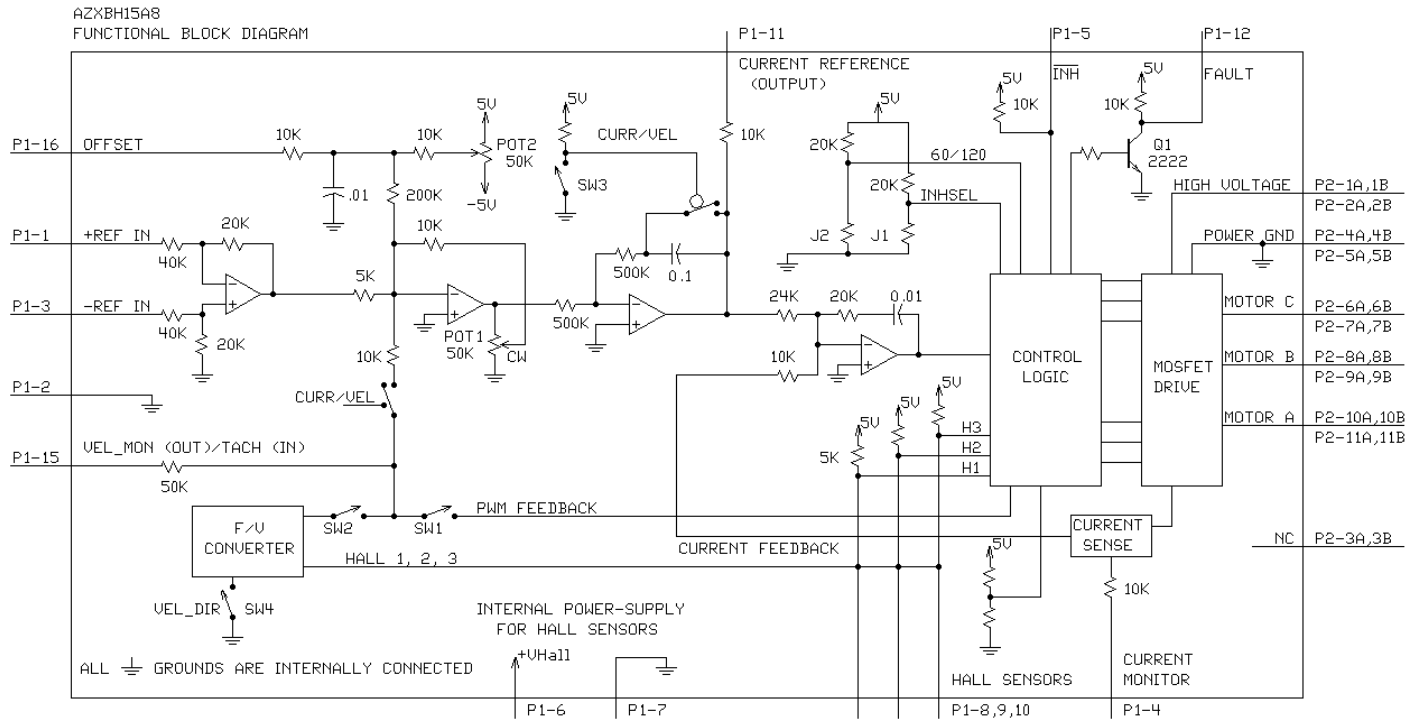 AZXBH15A8
FUNCTIONAL BLOCK DIAGRAM
P1-11
P1-5
P1-12
CURRENT REFERENCE
(OUTPUT)
INH
FAULT
5V
10K
5V
10K
Q1
2222
5V
5V
5V
P1-16
OFFSET
10K
10K
POT2
50K
-5V
.01
200K
CURR/VEL
SW3
10K
20K
60/120
20K
INHSEL
J2
J1
HIGH VOLTAGE
P2-1A,1B
P2-2A,2B
P1-1
+REF IN
40K
20K
10K
500K
0.1
POWER GND
P2-4A,4B
P2-5A,5B
P1-3
-REF IN
40K
20K
5K
POT1
50K
CW
500K
24K
20K
0.01
10K
MOTOR C
P2-6A,6B
P2-7A,7B
CONTROL
LOGIC
MOSFET
DRIVE
MOTOR B
P2-8A,8B
P2-9A,9B
MOTOR A
P2-10A,10B
P2-11A,11B
P1-2
10K
CURR/VEL
5V
5V
5V
5K
H3
H2
H1
P1-15
VEL_MON (OUT)/TACH (IN)
50K
F/V
CONVERTER
SW2
SW1
PWM FEEDBACK
CURRENT FEEDBACK
CURRENT
SENSE
NC
P2-3A,3B
HALL 1, 2, 3
5V
10K
VEL_DIR
SW4
INTERNAL POWER-SUPPLY
FOR HALL SENSORS
+VHall
ALL GROUNDS ARE INTERNALLY CONNECTED
HALL SENSORS
CURRENT
MONITOR
P1-6
P1-7
P1-8,9,10
P1-4